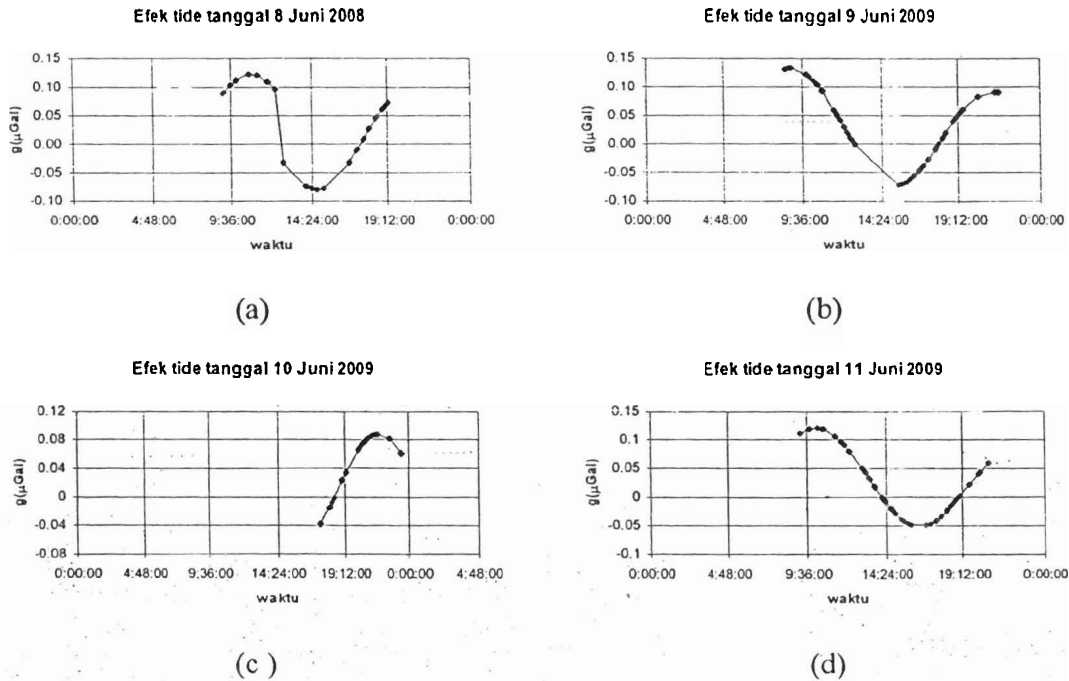 Efek tide tanggal 8 Juni 2008
g(µGal)
0.15
0.10
0.05
0.00
-0.05
-0.10
0:00:00 4:48:00 9:36:00 14:24:00 19:12:00 0:00:00
waktu
(a)
Efek tide tanggal 9 Juni 2009
g(µGal)
0.15
0.10
0.05
0.00
-0.05
-0.10
0:00:00 4:48:00 9:36:00 14:24:00 19:12:00 0:00:00
waktu
(b)
Efek tide tanggal 10 Juni 2009
g(µGal)
0.12
0.08
0.04
0
-0.04
-0.08
0:00:00 4:48:00 9:36:00 14:24:00 19:12:00 0:00:00 4:48:00
waktu
(c )
Efek tide tanggal 11 Juni 2009
g(µGal)
0.15
0.1
0.05
0
-0.05
-0.1
0:00:00 4:48:00 9:36:00 14:24:00 19:12:00 0:00:00
waktu
(d)